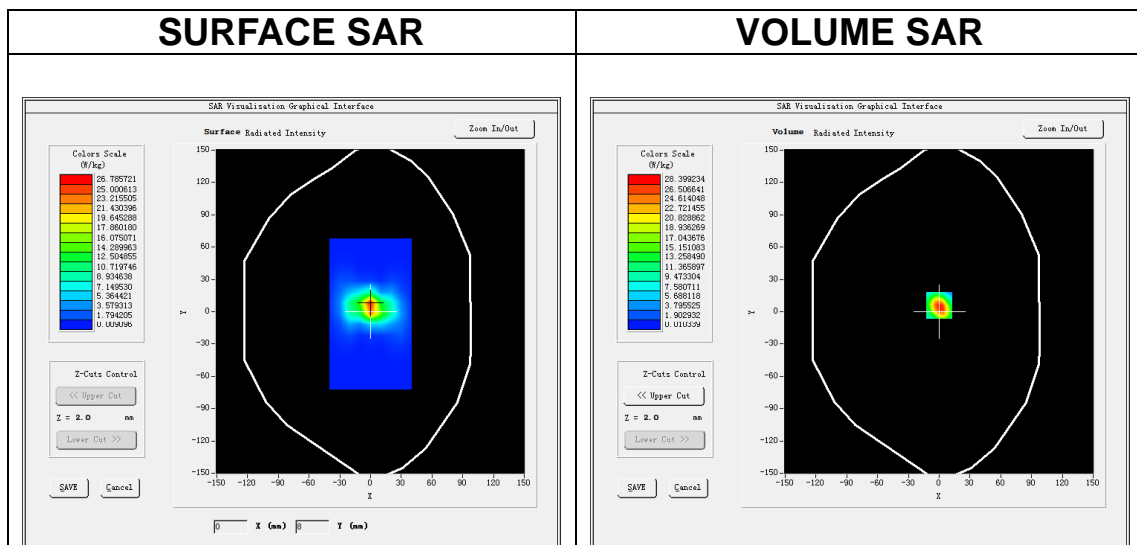 SURFACE SAR
VOLUME SAR
SAR Visualisation Graphical Interface
Surface Radiated Intensity
Zoom In/Out
Colors Scale
(W/kg)
26.785721
25.000613
23.215505
21.430396
19.645288
17.860180
16.075071
14.289963
12.504855
10.719746
8.934638
7.149530
5.364421
3.579313
1.794205
0.009096
150
120
90
60
30
0
-30
-60
-90
-120
-150
Y
-150 -120 -90 -60 -30 0 30 60 90 120 150
X
Z-Cuts Control
<< Upper Cut
Z = 2.0 mm
Lower Cut >>
SAVE Cancel
0 X (mm) 8 Y (mm)
SAR Visualisation Graphical Interface
Volume Radiated Intensity
Zoom In/Out
Colors Scale
(W/kg)
28.399234
26.506641
24.614048
22.721455
20.828862
18.936269
17.043676
15.151083
13.258490
11.365897
9.473304
7.580711
5.688118
3.795525
1.902932
0.010339
150
120
90
60
30
0
-30
-60
-90
-120
-150
Y
-150 -120 -90 -60 -30 0 30 60 90 120 150
X
Z-Cuts Control
<< Upper Cut
Z = 2.0 mm
Lower Cut >>
SAVE Cancel